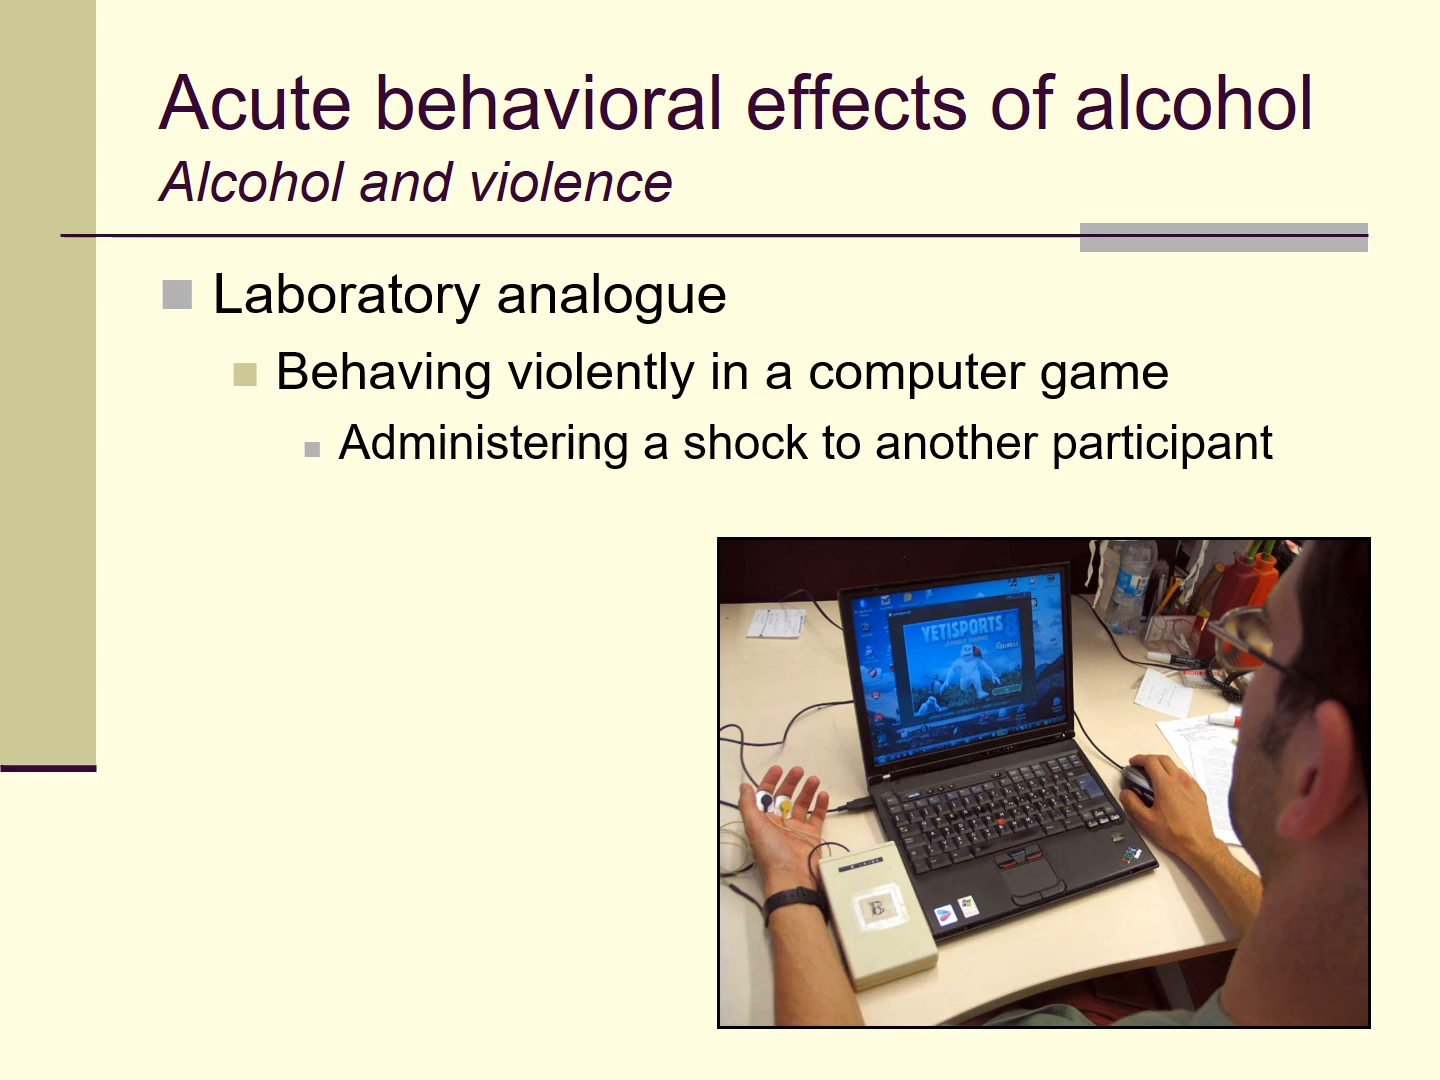 Acute behavioral effects of alcohol
Alcohol and violence
Laboratory analogue
Behaving violently in a computer game
Administering a shock to another participant
YETISPORTS